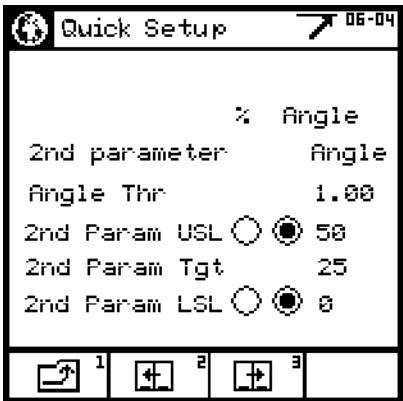 Quick Setup 06-04
% Angle
2nd parameter Angle
Angle Thr 1.00
2nd Param USL 50
2nd Param Tgt 25
2nd Param LSL 0
1 2 3